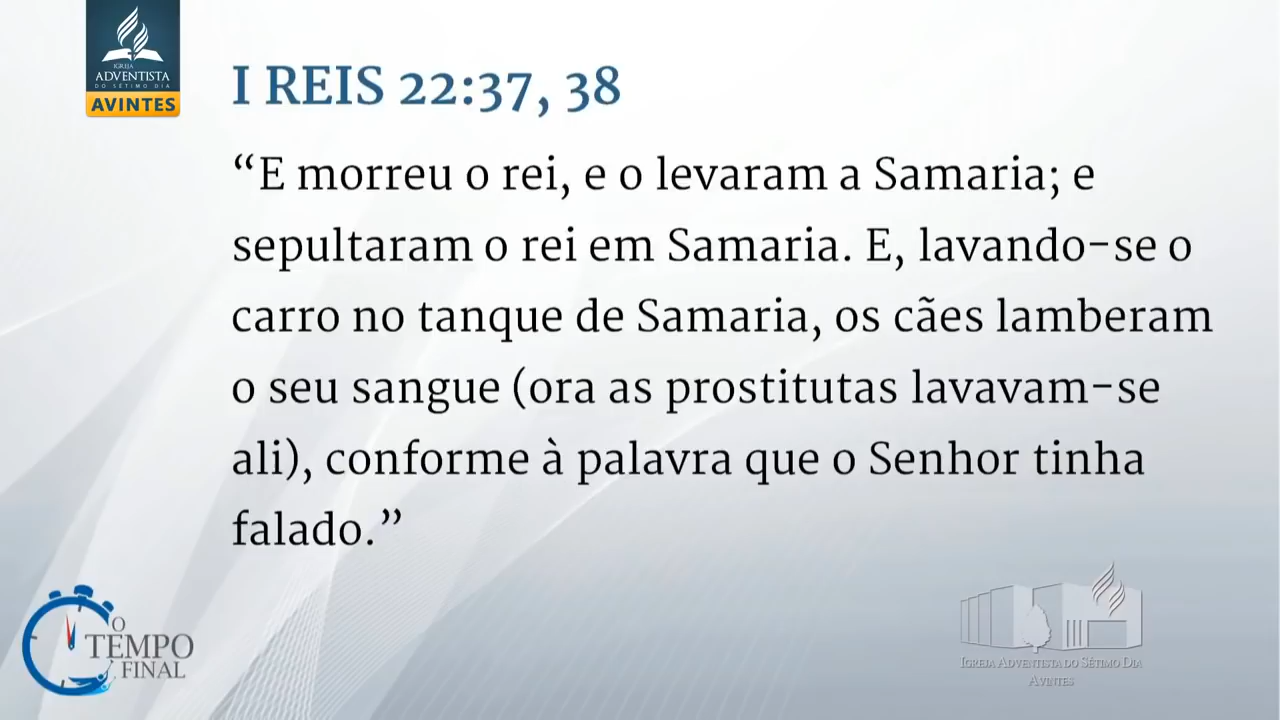 IGREJA
ADVENTISTA
DO SÉTIMO DIA
AVINTES
I REIS 22:37, 38
“E morreu o rei, e o levaram a Samaria; e
sepultaram o rei em Samaria. E, lavando-se o
carro no tanque de Samaria, os cães lamberam
o seu sangue (ora as prostitutas lavavam-se
ali), conforme à palavra que o Senhor tinha
falado.”
O
TEMPO
FINAL
IGREJA ADVENTISTA DO SÉTIMO DIA
AVINTES